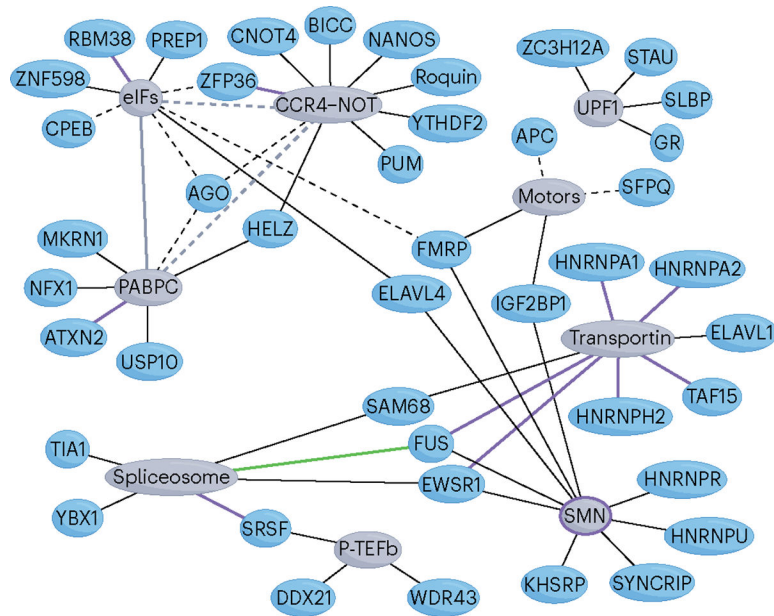 RBM38
PREP1
CNOT4
BICC
NANOS
ZC3H12A
STAU
ZNF598
eIFs
ZFP36
Roquin
CCR4–NOT
UPF1
SLBP
CPEB
YTHDF2
GR
PUM
APC
AGO
Motors
SFPQ
HELZ
MKRN1
FMRP
HNRNPA1
HNRNPA2
NFX1
PABPC
ELAVL4
IGF2BP1
ATXN2
Transportin
ELAVL1
USP10
SAM68
HNRNPH2
TAF15
TIA1
FUS
Spliceosome
EWSR1
HNRNPR
YBX1
SMN
SRSF
HNRNPU
P-TEFb
DDX21
WDR43
KHSRP
SYNCRIP